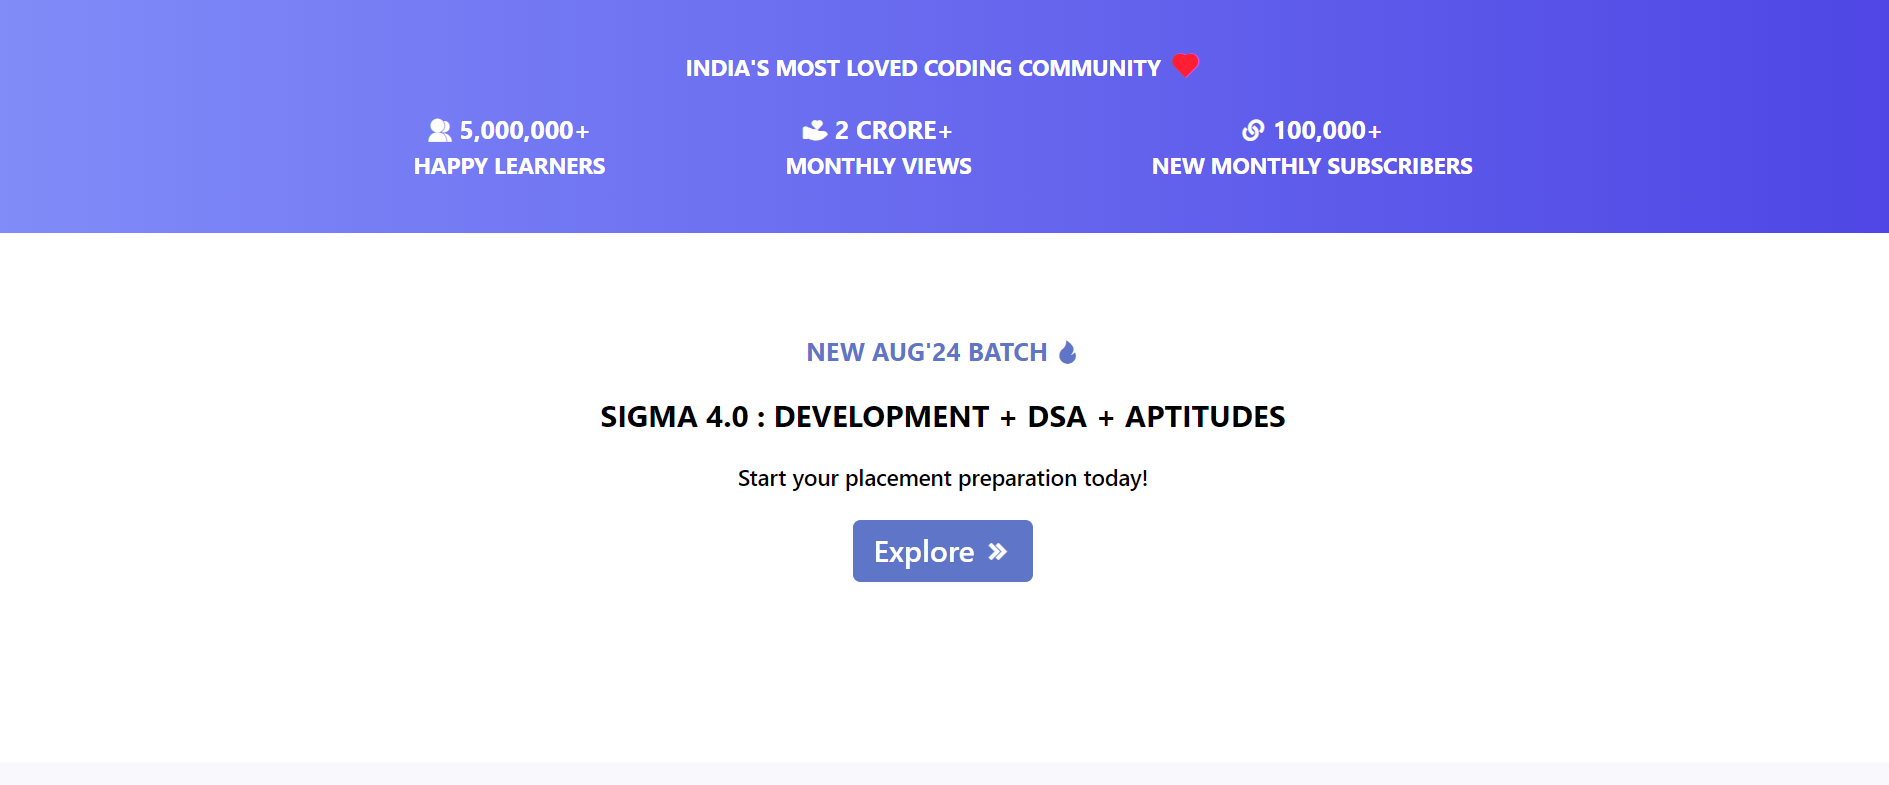 INDIA'S MOST LOVED CODING COMMUNITY
5,000,000+
HAPPY LEARNERS
2 CRORE+
MONTHLY VIEWS
100,000+
NEW MONTHLY SUBSCRIBERS
NEW AUG'24 BATCH
SIGMA 4.0 : DEVELOPMENT + DSA + APTITUDES
Start your placement preparation today!
Explore »